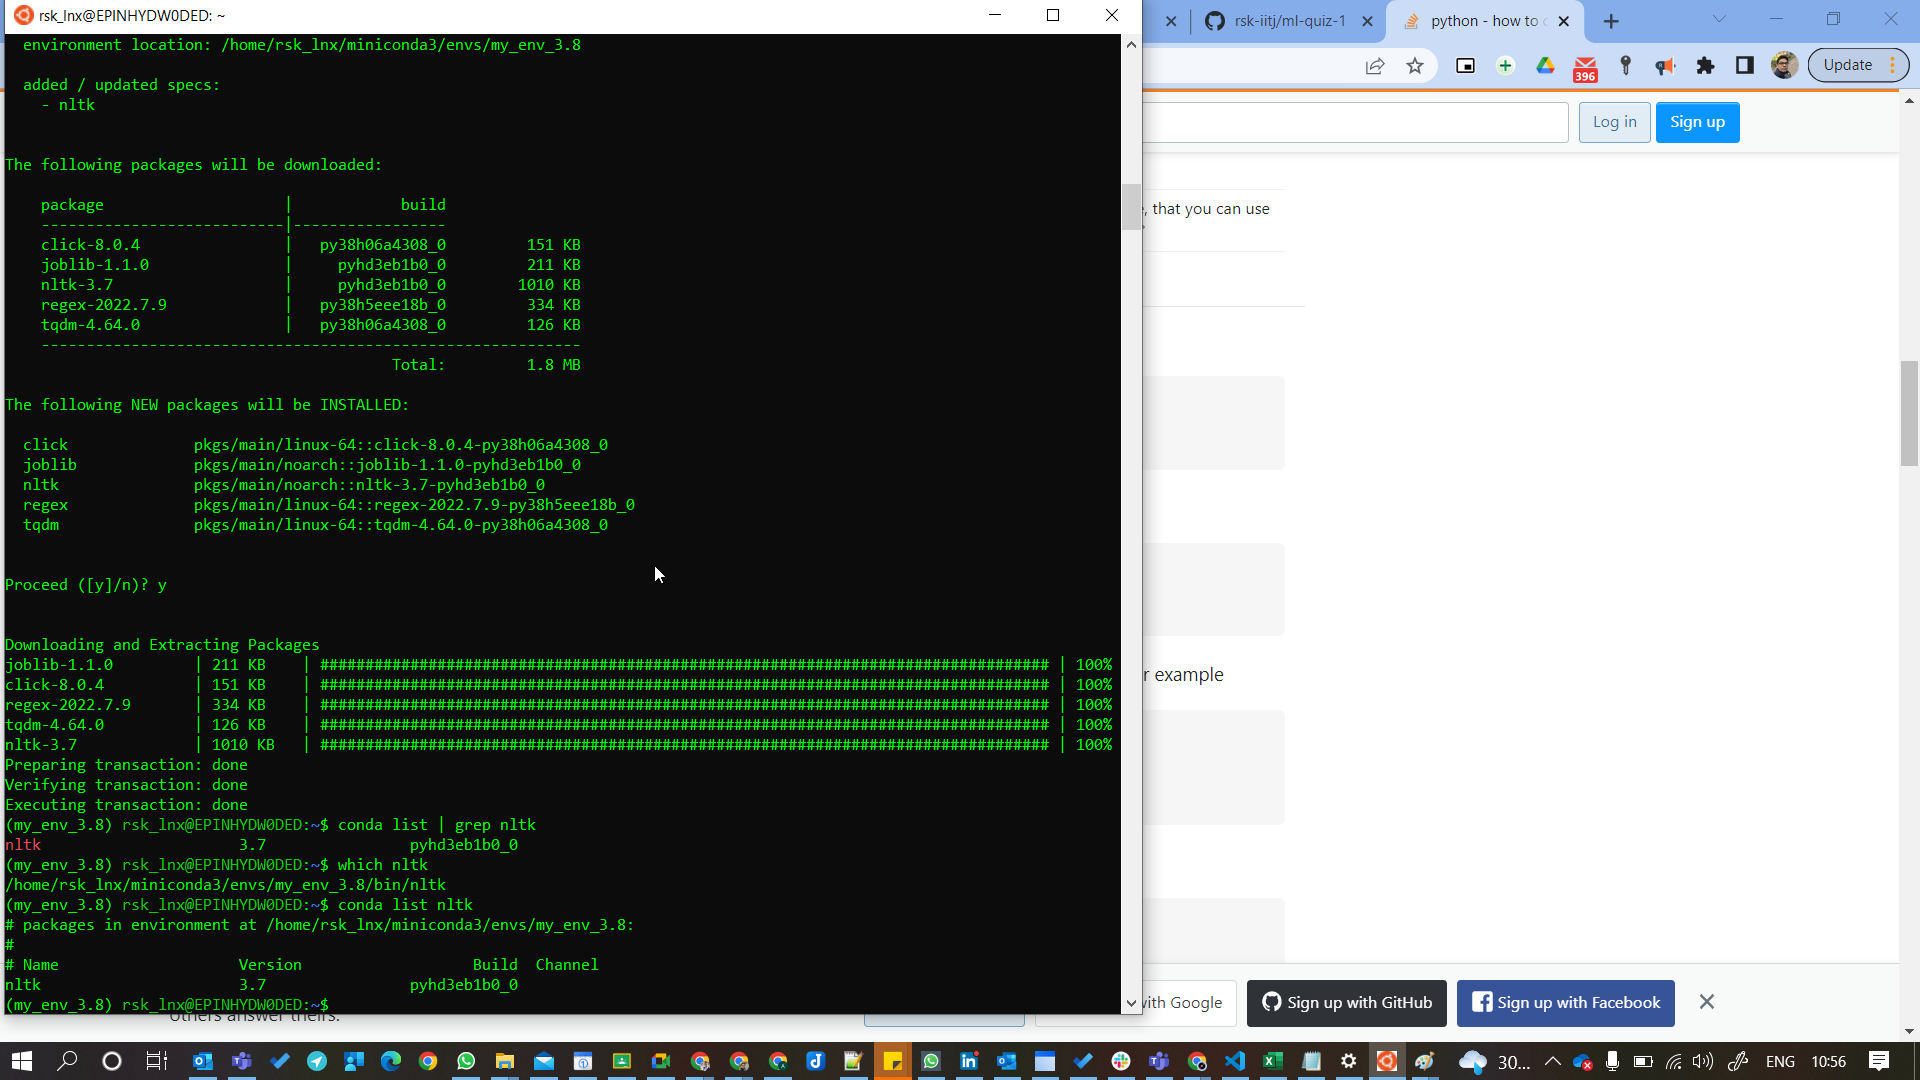 rsk_lnx@EPINHYDW0DED: ~
environment location: /home/rsk_lnx/miniconda3/envs/my_env_3.8
added / updated specs:
- nltk
The following packages will be downloaded:
package | build
---------------------------|-----------------
click-8.0.4 | py38h06a4308_0 151 KB
joblib-1.1.0 | pyhd3eb1b0_0 211 KB
nltk-3.7 | pyhd3eb1b0_0 1010 KB
regex-2022.7.9 | py38h5eee18b_0 334 KB
tqdm-4.64.0 | py38h06a4308_0 126 KB
------------------------------------------------------------
Total: 1.8 MB
The following NEW packages will be INSTALLED:
click pkgs/main/linux-64::click-8.0.4-py38h06a4308_0
joblib pkgs/main/noarch::joblib-1.1.0-pyhd3eb1b0_0
nltk pkgs/main/noarch::nltk-3.7-pyhd3eb1b0_0
regex pkgs/main/linux-64::regex-2022.7.9-py38h5eee18b_0
tqdm pkgs/main/linux-64::tqdm-4.64.0-py38h06a4308_0
Proceed ([y]/n)? y
Downloading and Extracting Packages
joblib-1.1.0 | 211 KB | ################################################################################# | 100%
click-8.0.4 | 151 KB | ################################################################################# | 100%
regex-2022.7.9 | 334 KB | ################################################################################# | 100%
tqdm-4.64.0 | 126 KB | ################################################################################# | 100%
nltk-3.7 | 1010 KB | ################################################################################# | 100%
Preparing transaction: done
Verifying transaction: done
Executing transaction: done
(my_env_3.8) rsk_lnx@EPINHYDW0DED:~$ conda list | grep nltk
nltk 3.7 pyhd3eb1b0_0
(my_env_3.8) rsk_lnx@EPINHYDW0DED:~$ which nltk
/home/rsk_lnx/miniconda3/envs/my_env_3.8/bin/nltk
(my_env_3.8) rsk_lnx@EPINHYDW0DED:~$ conda list nltk
# packages in environment at /home/rsk_lnx/miniconda3/envs/my_env_3.8:
#
# Name Version Build Channel
nltk 3.7 pyhd3eb1b0_0
(my_env_3.8) rsk_lnx@EPINHYDW0DED:~$
others answer theirs.
rsk-iitj/ml-quiz-1
python - how to
396
Update
Log in
Sign up
, that you can use
r example
with Google
Sign up with GitHub
Sign up with Facebook
30...
ENG
10:56